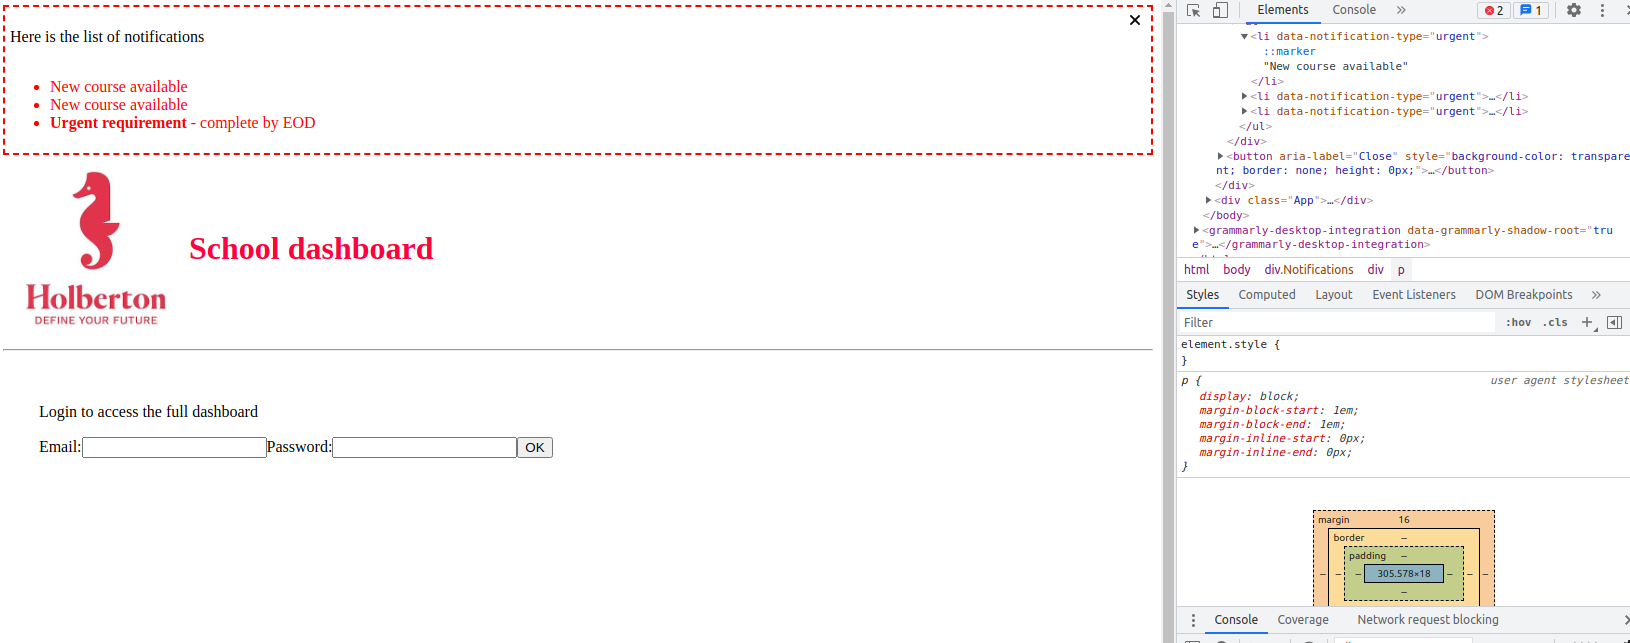 Here is the list of notifications
New course available
New course available
Urgent requirement - complete by EOD
Holberton
DEFINE YOUR FUTURE
School dashboard
Login to access the full dashboard
Email:
Password:
OK
Elements Console » 2 1
<li data-notification-type="urgent">
::marker
"New course available"
</li>
<li data-notification-type="urgent">…</li>
<li data-notification-type="urgent">…</li>
</ul>
</div>
<button aria-label="Close" style="background-color: transpare
nt; border: none; height: 0px;">…</button>
</div>
<div class="App">…</div>
</body>
<grammarly-desktop-integration data-grammarly-shadow-root="tru
e">…</grammarly-desktop-integration>
html body div.Notifications div p
Styles Computed Layout Event Listeners DOM Breakpoints »
Filter :hov .cls +
element.style {
}
p { user agent stylesheet
display: block;
margin-block-start: 1em;
margin-block-end: 1em;
margin-inline-start: 0px;
margin-inline-end: 0px;
}
margin 16
border –
padding –
– – – 305.578×18 – – –
–
Console Coverage Network request blocking